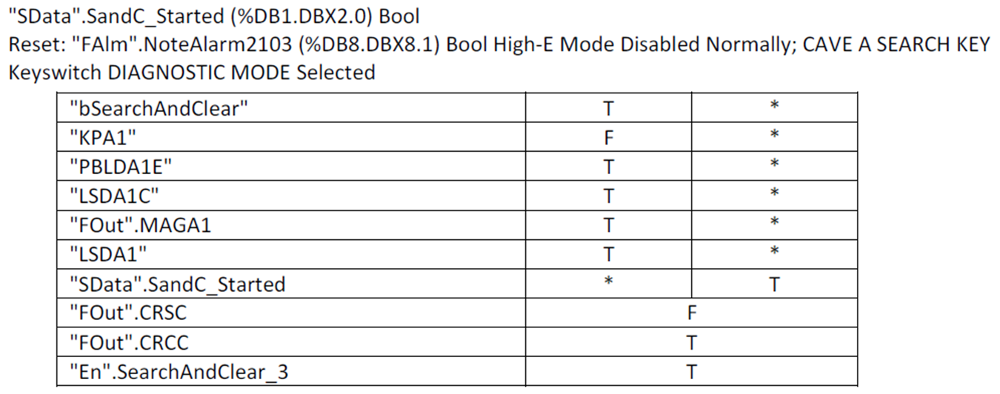 "SData".SandC_Started (%DB1.DBX2.0) Bool
Reset: "FAlm".NoteAlarm2103 (%DB8.DBX8.1) Bool High-E Mode Disabled Normally; CAVE A SEARCH KEY
Keyswitch DIAGNOSTIC MODE Selected
"bSearchAndClear" T *
"KPA1" F *
"PBLDA1E" T *
"LSDA1C" T *
"FOut".MAGA1 T *
"LSDA1" T *
"SData".SandC_Started * T
"FOut".CRSC F
"FOut".CRCC T
"En".SearchAndClear_3 T